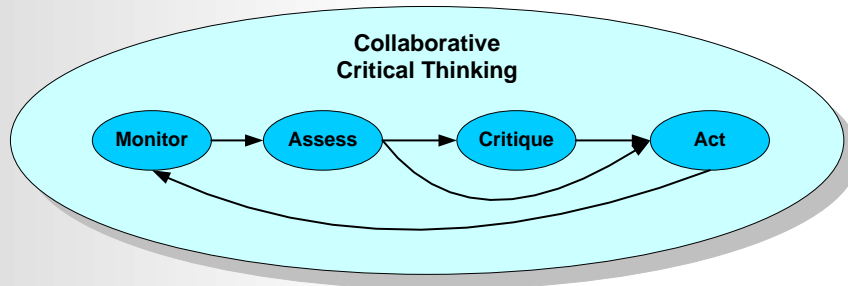 Collaborative
Critical Thinking
Monitor
Assess
Critique
Act